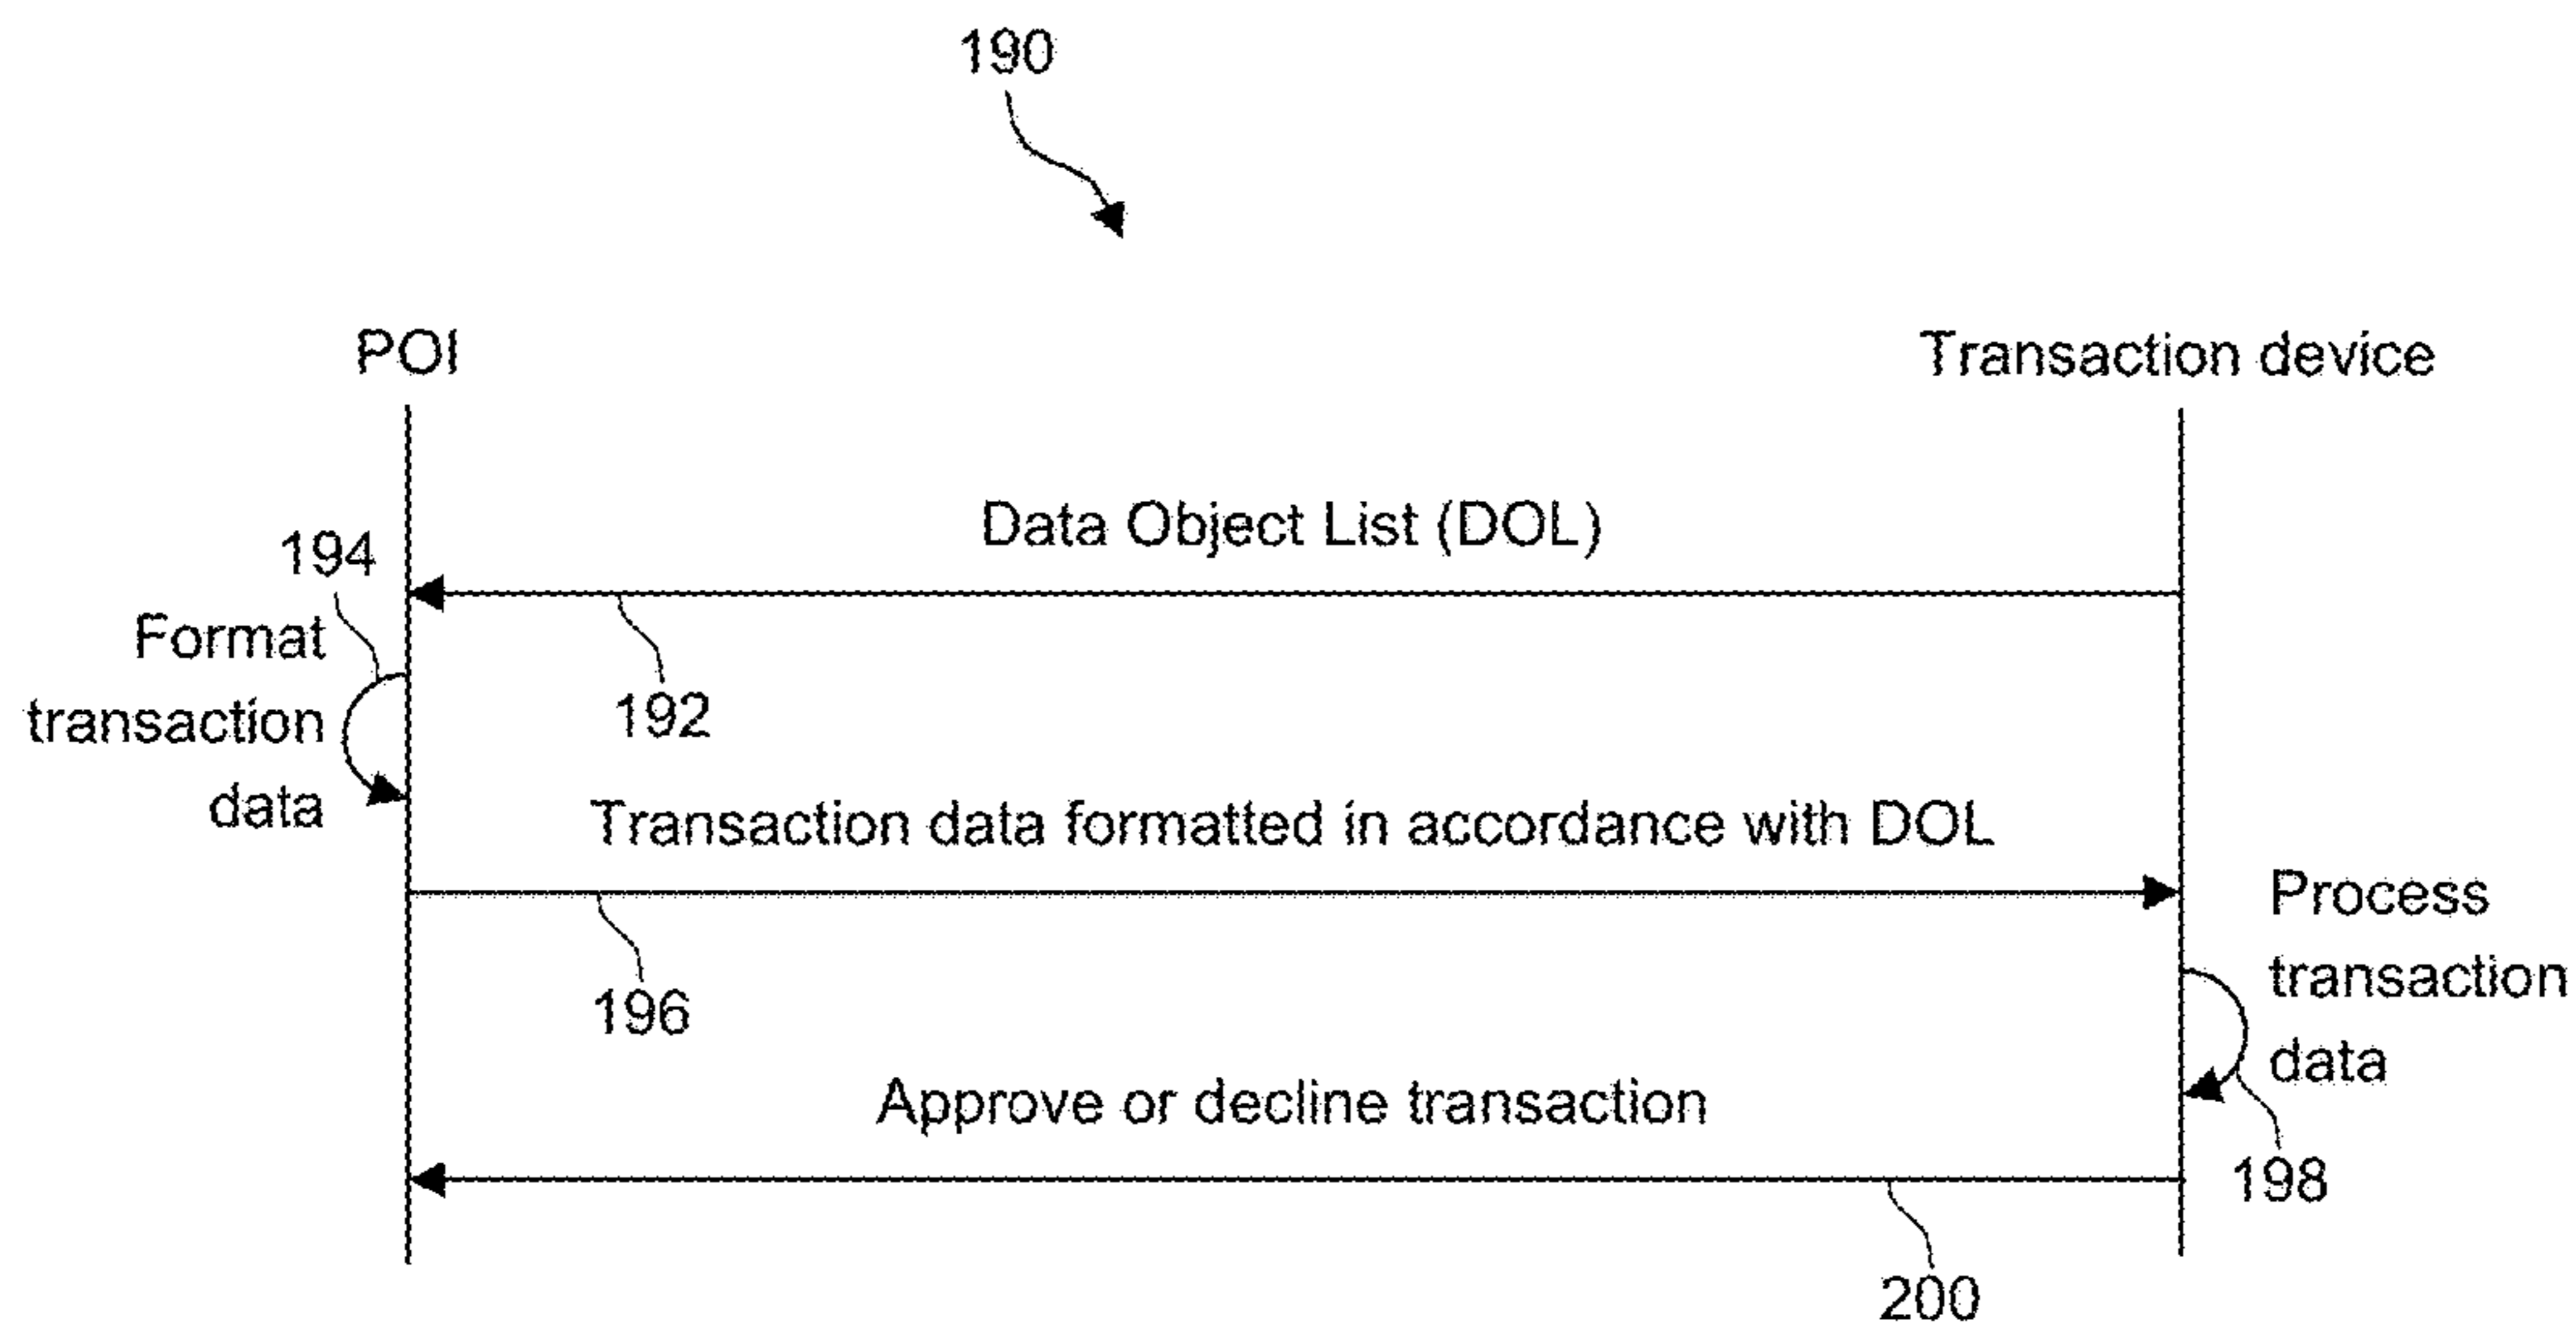 190
POI
Transaction device
Data Object List (DOL)
194
Format
transaction
data
192
Transaction data formatted in accordance with DOL
196
Process
transaction
data
198
Approve or decline transaction
200